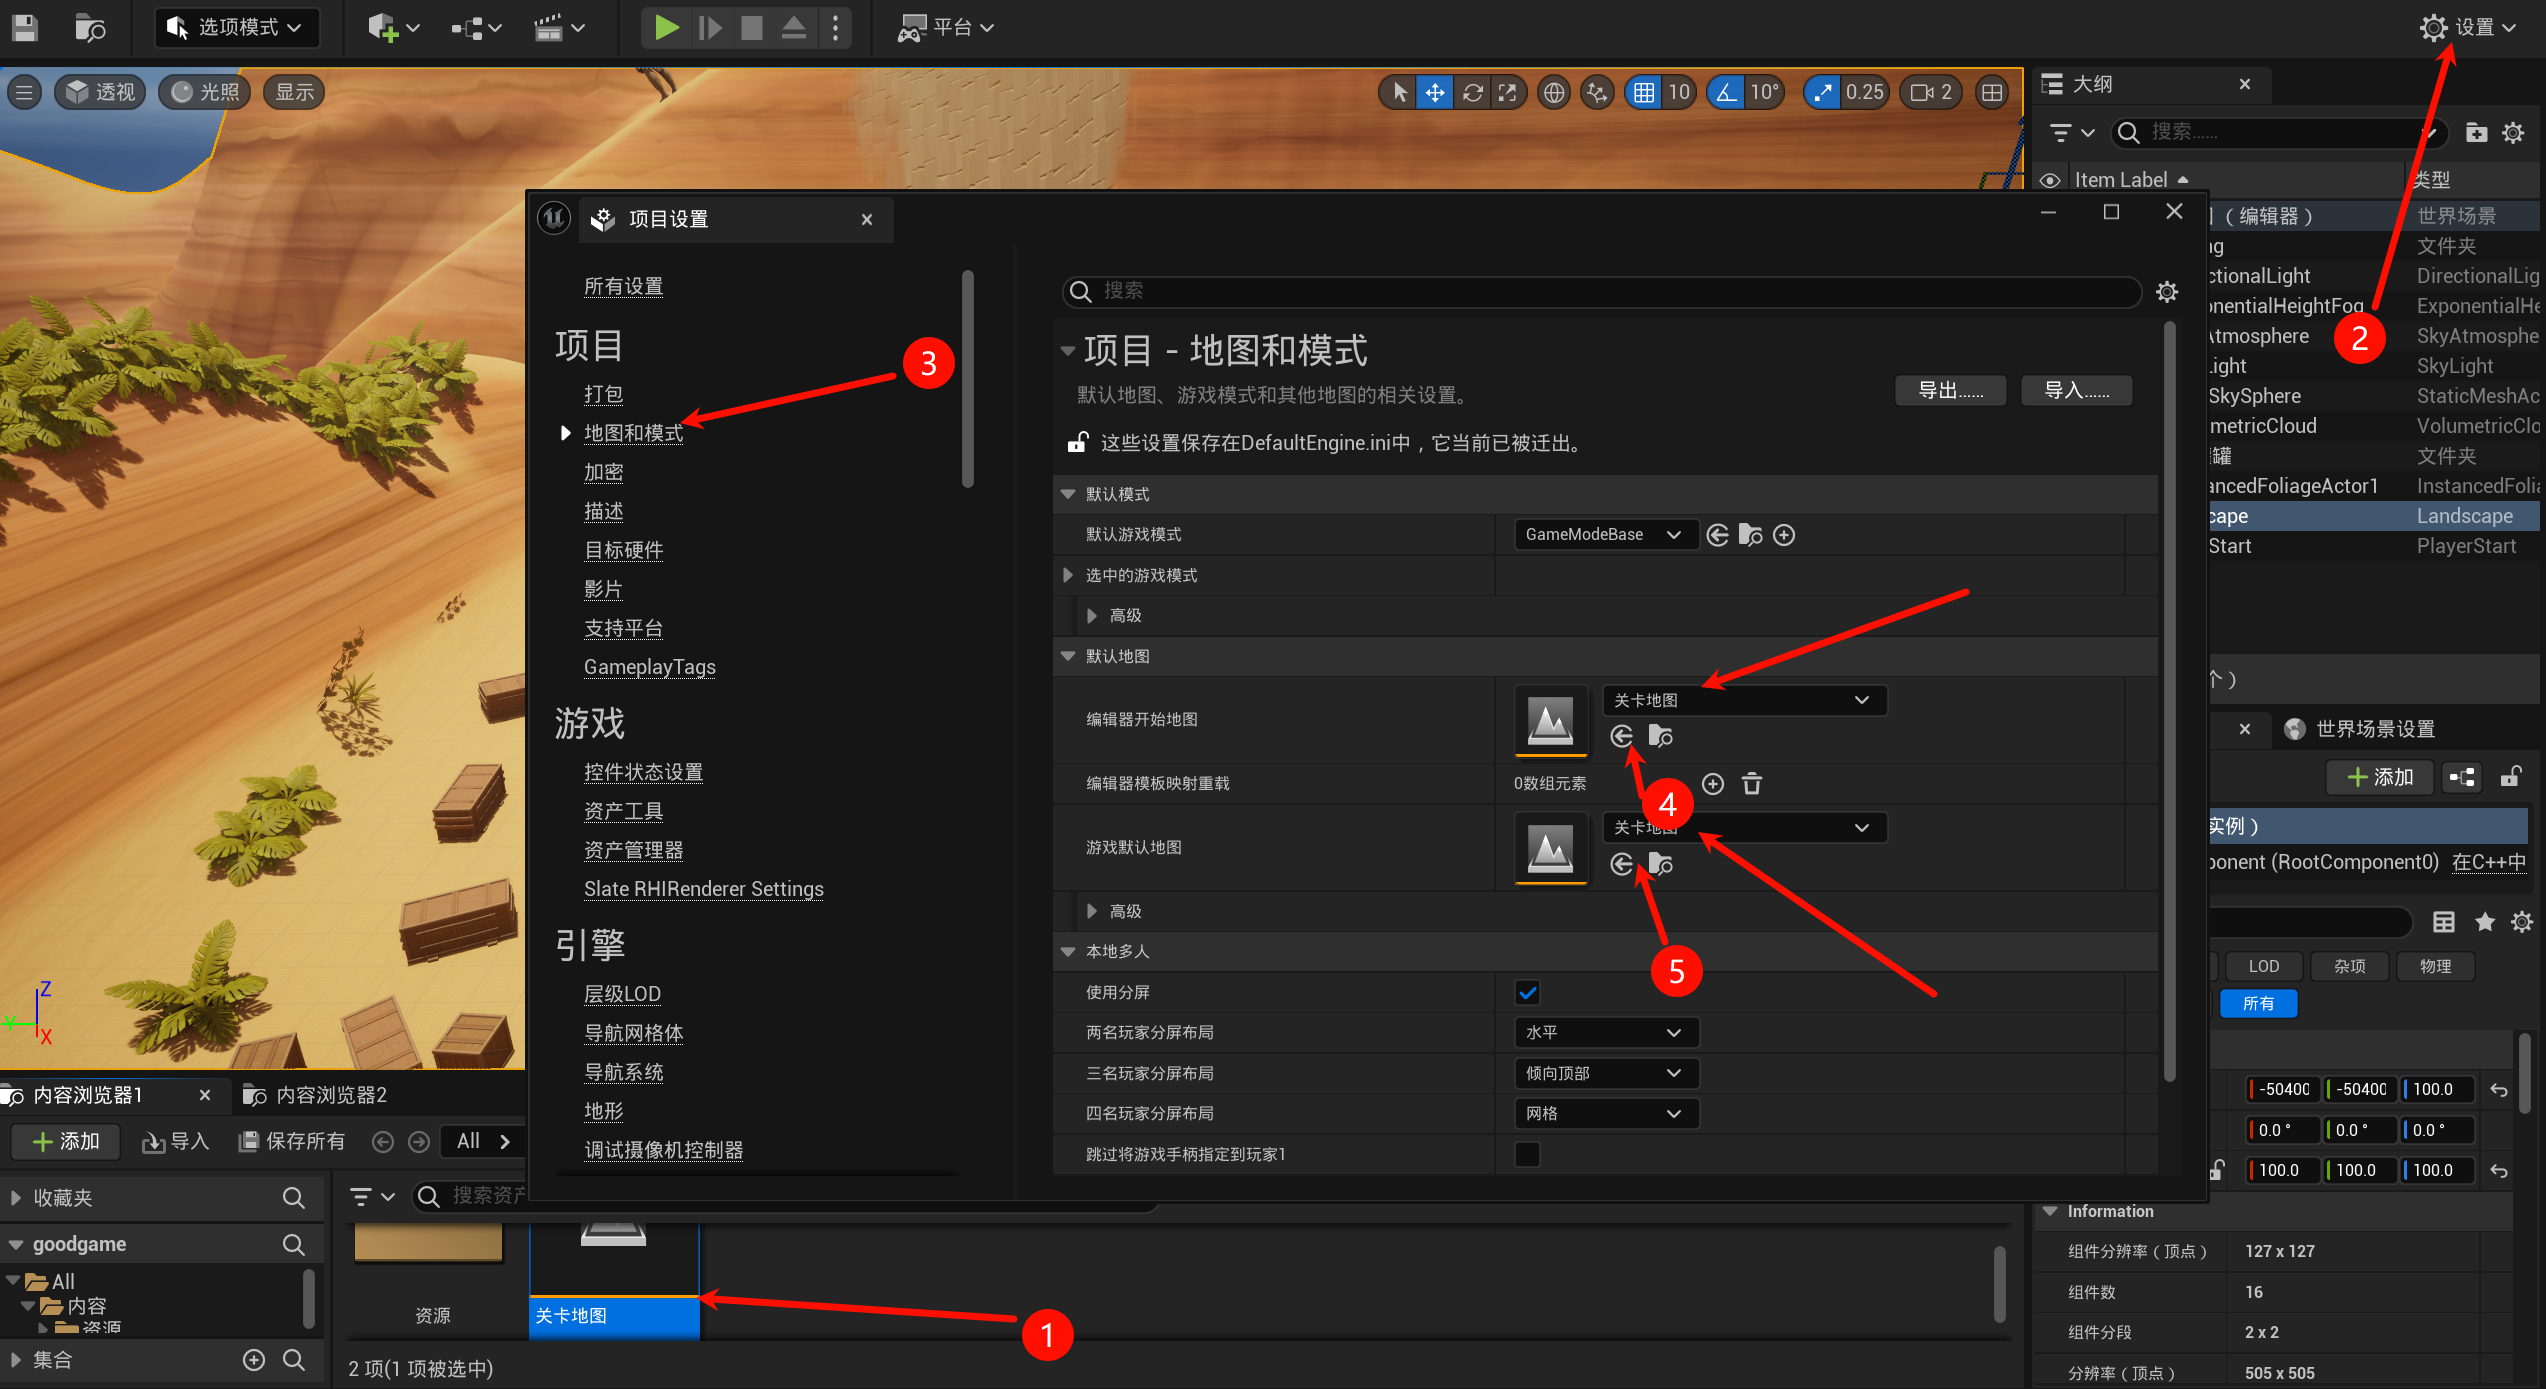 选项模式
平台
设置
透视
光照
显示
10
10°
0.25
2
大纲
搜索......
Item Label
类型
（编辑器）
世界场景
ng
文件夹
ctionalLight
DirectionalLig
onentialHeightFog
ExponentialHe
Atmosphere
SkyAtmosphe
Light
SkyLight
SkySphere
StaticMeshAc
metricCloud
VolumetricClo
罐
文件夹
ancedFoliageActor1
InstancedFolia
cape
Landscape
Start
PlayerStart
个）
世界场景设置
添加
实例）
ponent (RootComponent0)
在C++中
LOD
杂项
物理
所有
-50400
-50400
100.0
0.0 °
0.0 °
0.0 °
100.0
100.0
100.0
Information
组件分辨率（顶点）
127 x 127
组件数
16
组件分段
2 x 2
分辨率（顶点）
505 x 505
项目设置
所有设置
项目
打包
地图和模式
加密
描述
目标硬件
影片
支持平台
GameplayTags
游戏
控件状态设置
资产工具
资产管理器
Slate RHIRenderer Settings
引擎
层级LOD
导航网格体
导航系统
地形
调试摄像机控制器
搜索
项目 - 地图和模式
默认地图、游戏模式和其他地图的相关设置。
导出......
导入......
这些设置保存在DefaultEngine.ini中，它当前已被迁出。
默认模式
默认游戏模式
GameModeBase
选中的游戏模式
高级
默认地图
编辑器开始地图
关卡地图
编辑器模板映射重载
0数组元素
游戏默认地图
关卡地图
高级
本地多人
使用分屏
两名玩家分屏布局
水平
三名玩家分屏布局
倾向顶部
四名玩家分屏布局
网格
跳过将游戏手柄指定到玩家1
1
2
3
4
5
Z
Y
X
内容浏览器1
内容浏览器2
添加
导入
保存所有
All
收藏夹
搜索资产
goodgame
All
内容
资源
集合
资源
关卡地图
2 项(1 项被选中)